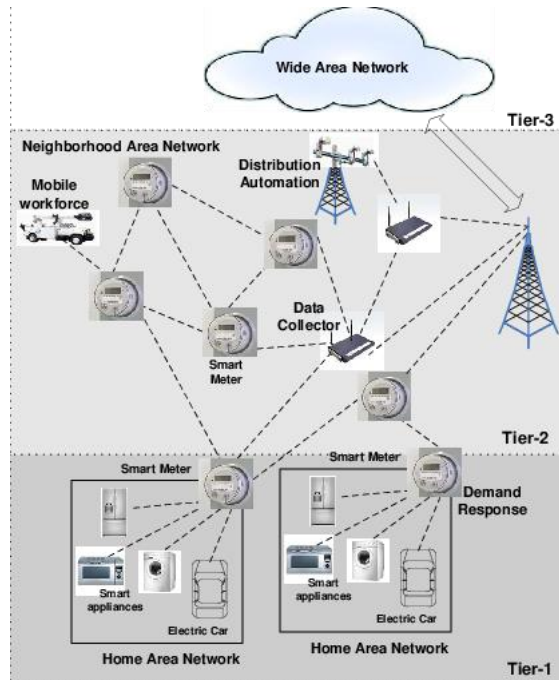 Wide Area Network
Tier-3
Neighborhood Area Network
Distribution
Automation
Mobile
workforce
Data
Collector
Smart
Meter
Tier-2
Smart Meter
Smart Meter
Demand
Response
Smart
appliances
Smart
appliances
Electric Car
Electric Car
Home Area Network
Home Area Network
Tier-1